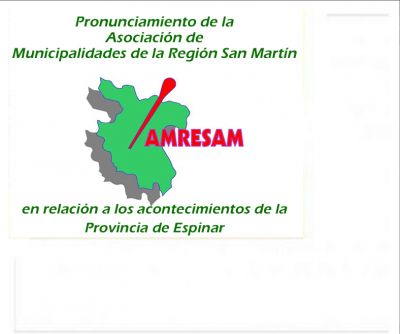 Pronunciamiento de la
Asociación de
Municipalidades de la Región San Martín
AMRESAM
en relación a los acontecimientos de la
Provincia de Espinar